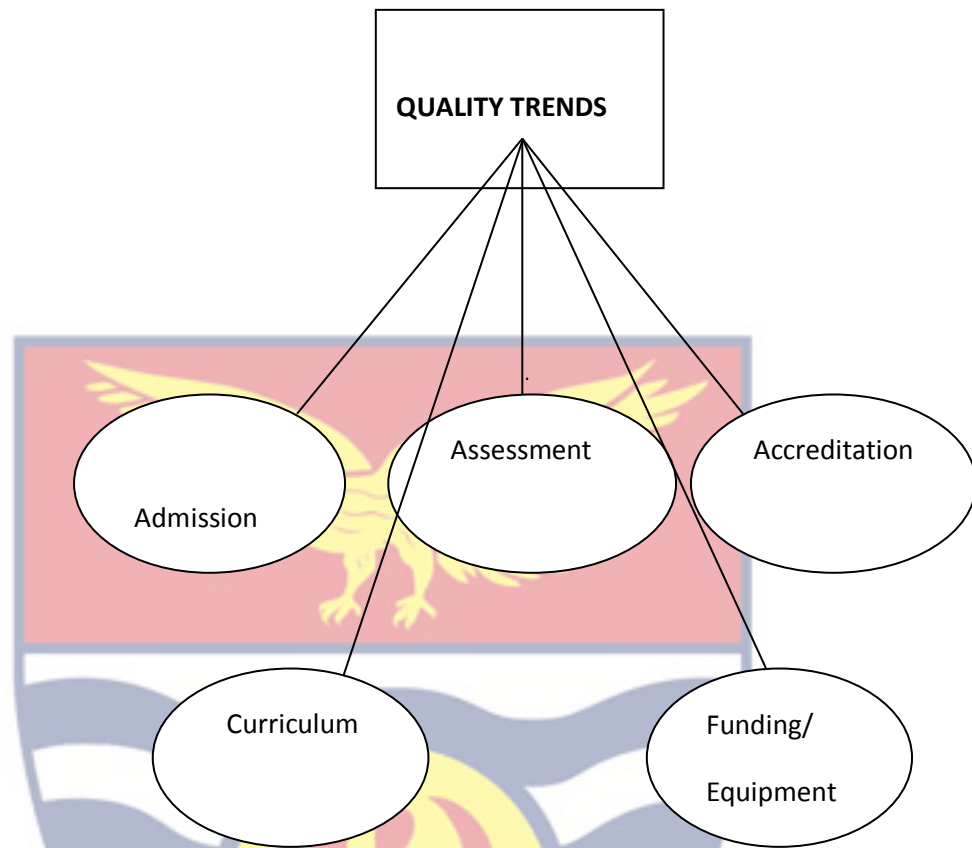 QUALITY TRENDS
Assessment
Accreditation
Admission
Curriculum
Funding/
Equipment